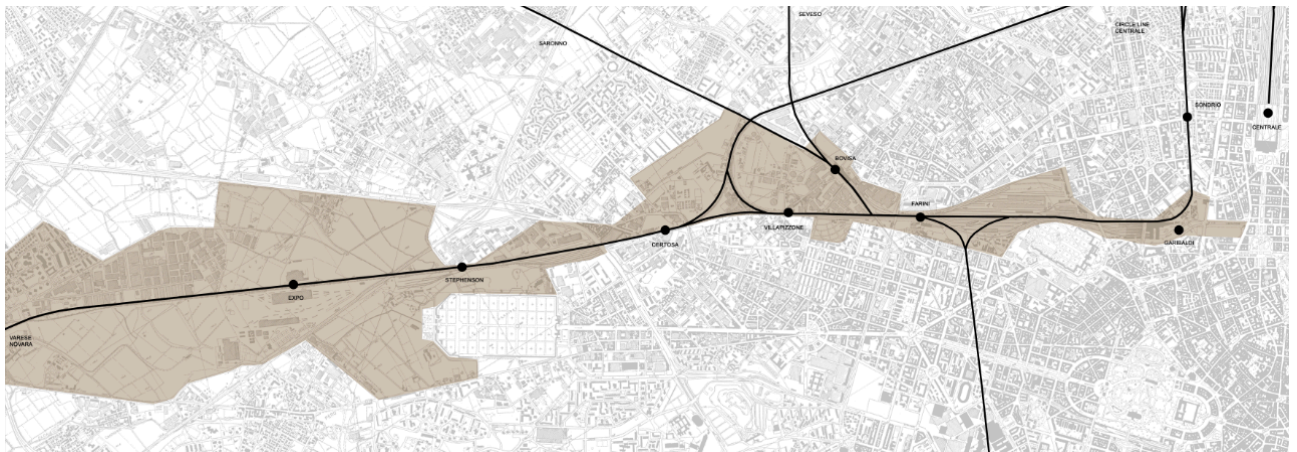 SEVESO
CIRCLE LINE
CENTRALE
SARONNO
SONDRIO
CENTRALE
BOVISA
FARINI
VILLAPIZZONE
GARIBALDI
CERTOSA
STEPHENSON
EXPO
VARESE
NOVARA